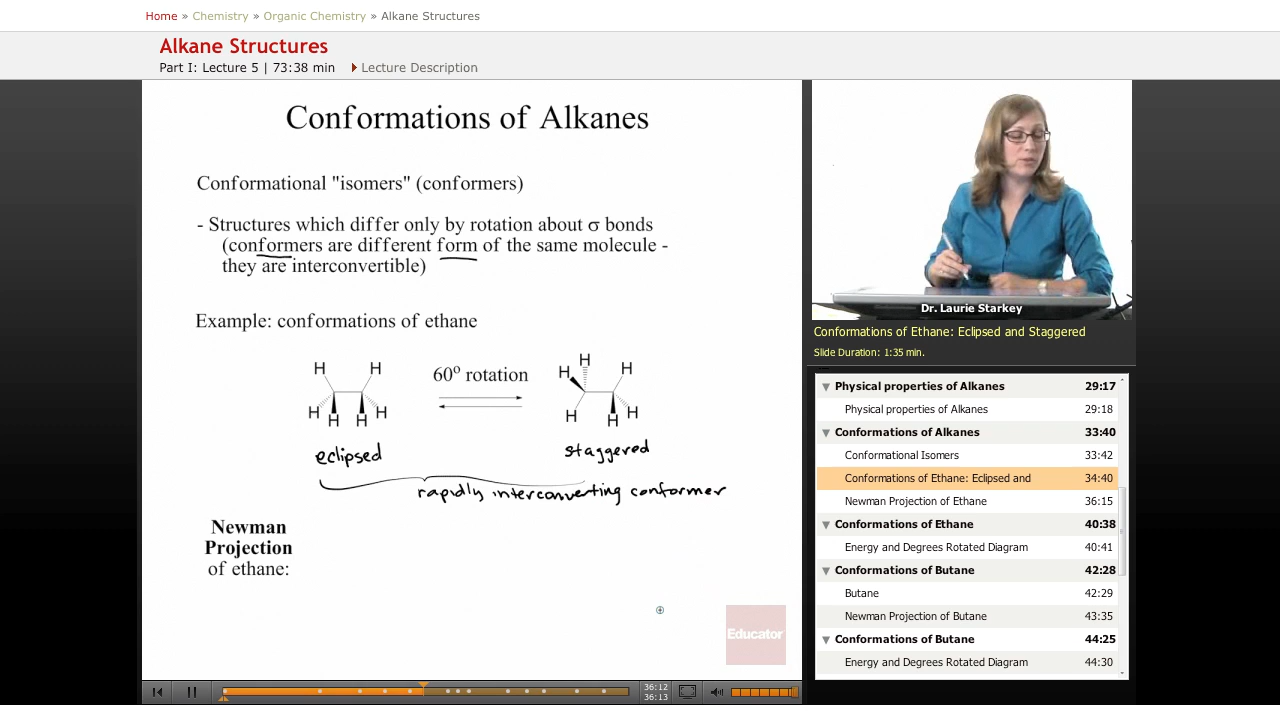 Home » Chemistry » Organic Chemistry » Alkane Structures
Alkane Structures
Part I: Lecture 5 | 73:38 min
Lecture Description
Conformations of Alkanes
Conformational "isomers" (conformers)
- Structures which differ only by rotation about σ bonds
(conformers are different form of the same molecule -
they are interconvertible)
Example: conformations of ethane
H H
H H H H
60º rotation
H H H
H H H
eclipsed
staggered
rapidly interconverting conformer
Newman
Projection
of ethane:
Educator
Dr. Laurie Starkey
Conformations of Ethane: Eclipsed and Staggered
Slide Duration: 1:35 min.
Physical properties of Alkanes 29:17
Physical properties of Alkanes 29:18
Conformations of Alkanes 33:40
Conformational Isomers 33:42
Conformations of Ethane: Eclipsed and 34:40
Newman Projection of Ethane 36:15
Conformations of Ethane 40:38
Energy and Degrees Rotated Diagram 40:41
Conformations of Butane 42:28
Butane 42:29
Newman Projection of Butane 43:35
Conformations of Butane 44:25
Energy and Degrees Rotated Diagram 44:30
36:12
36:13